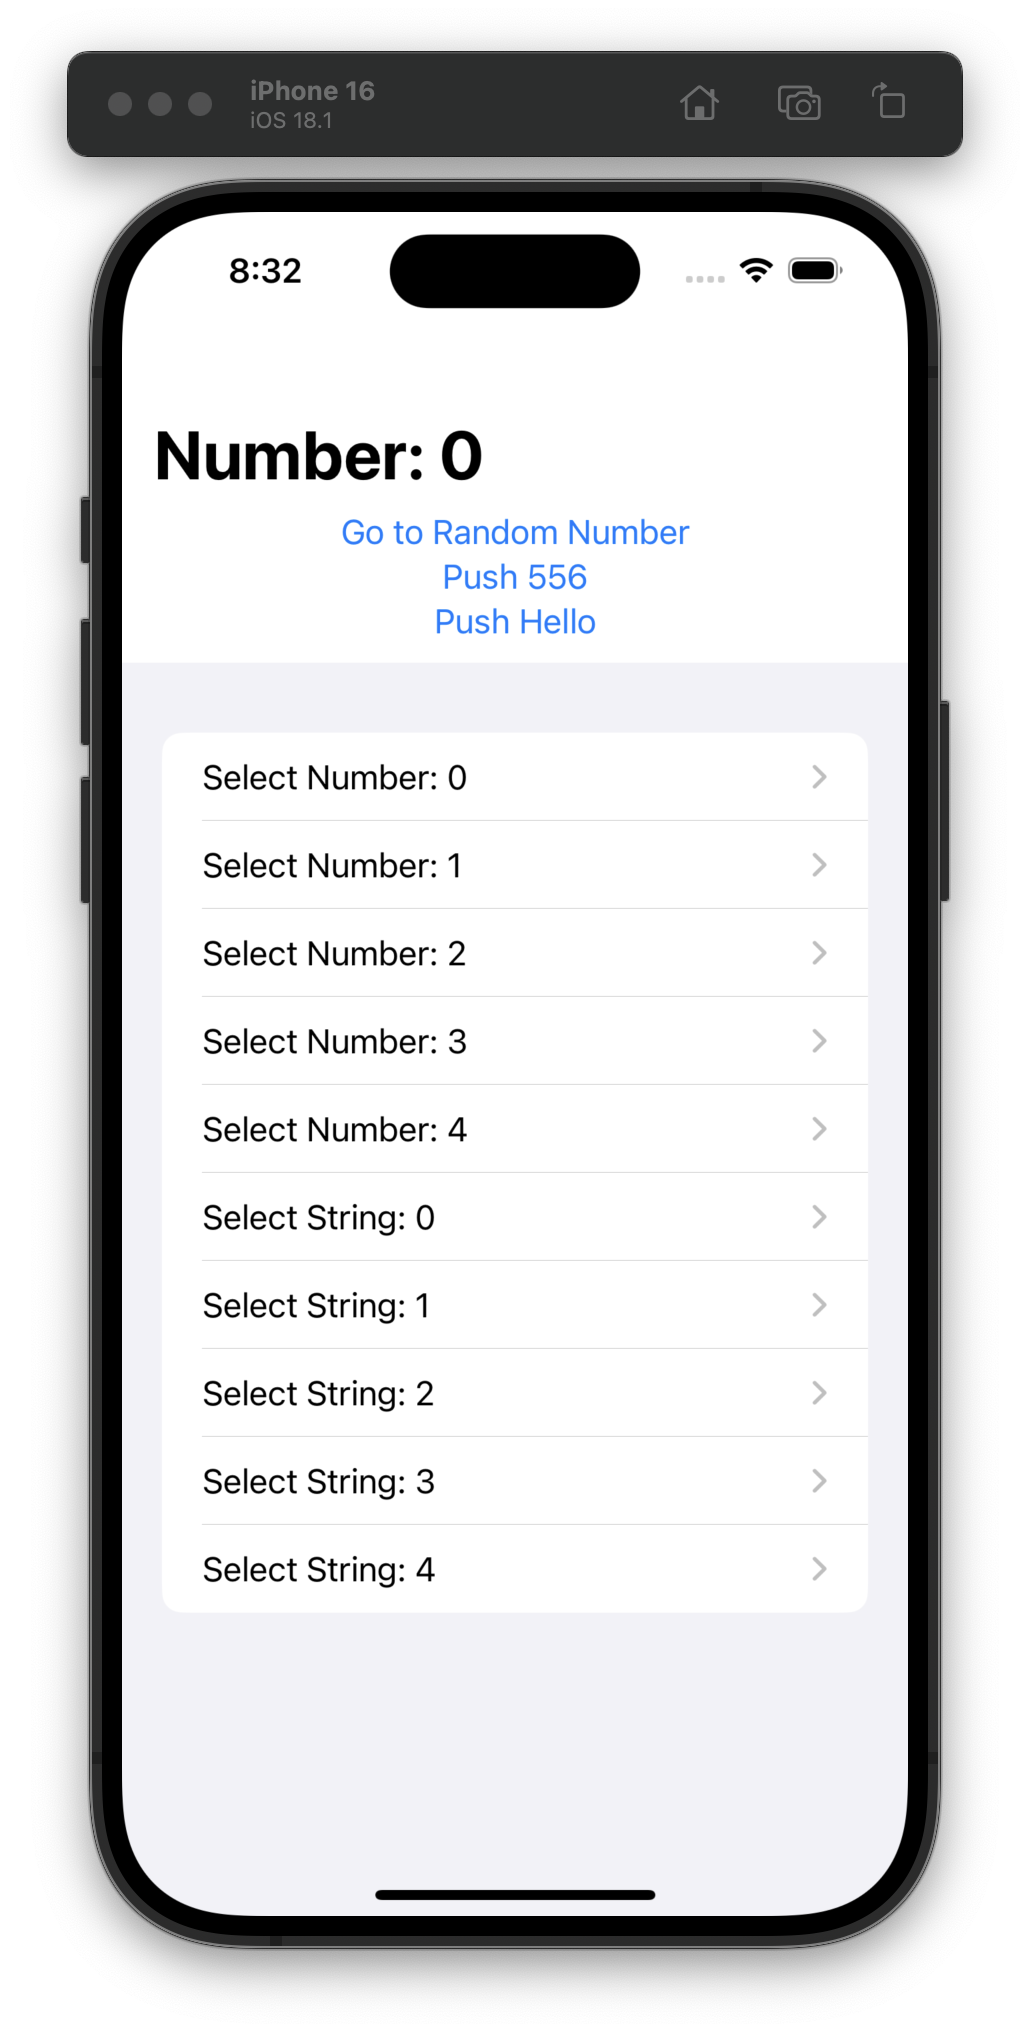 iPhone 16
iOS 18.1
8:32
Number: 0
Go to Random Number
Push 556
Push Hello
Select Number: 0
Select Number: 1
Select Number: 2
Select Number: 3
Select Number: 4
Select String: 0
Select String: 1
Select String: 2
Select String: 3
Select String: 4